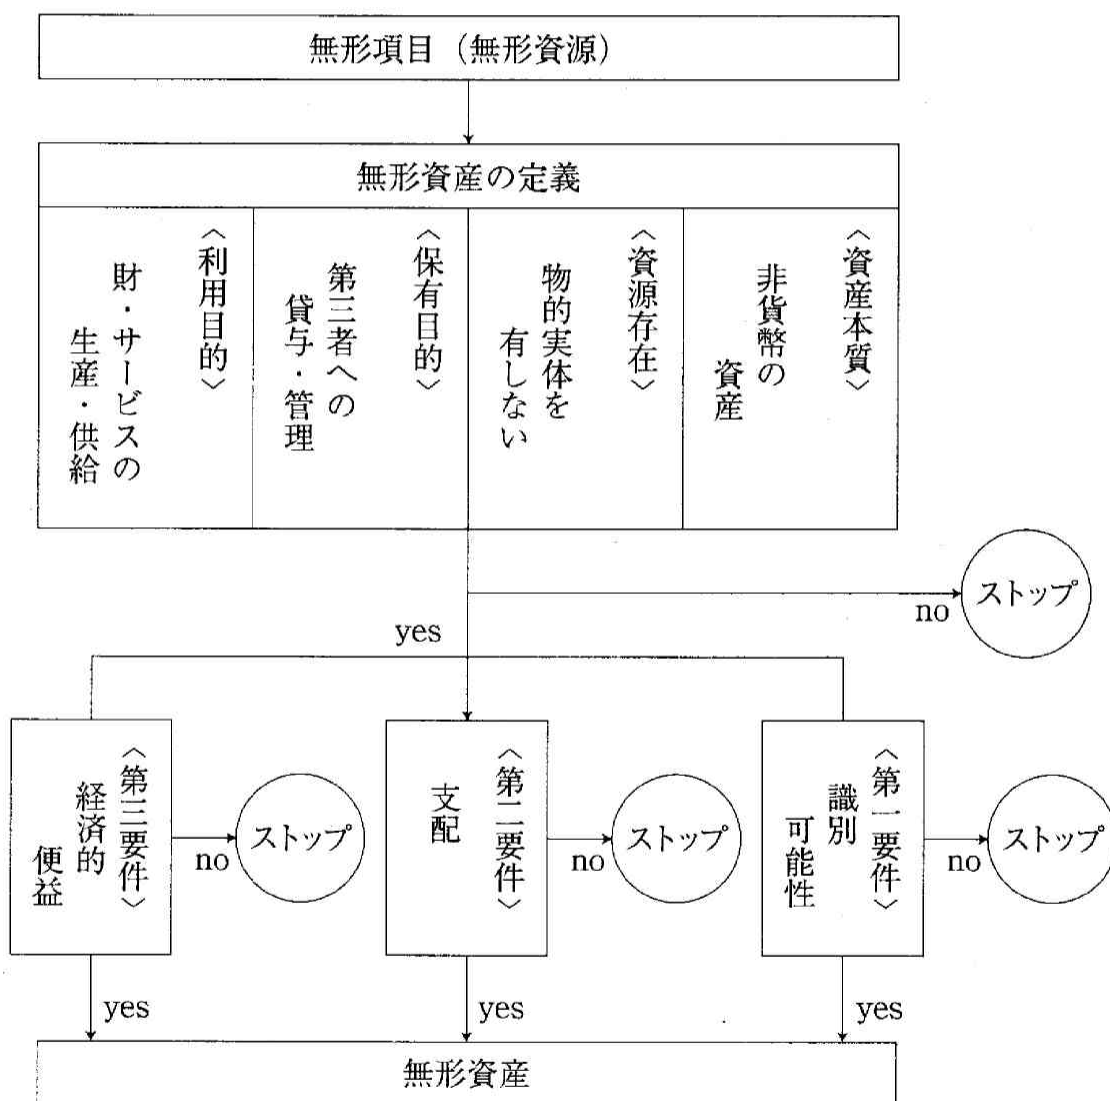 無形項目（無形資源）
無形資産の定義
〈資産本質〉
非貨幣の
資産
〈資源存在〉
物的実体を
有しない
〈保有目的〉
第三者への
貸与・管理
〈利用目的〉
財・サービスの
生産・供給
ストップ
no
yes
〈第一要件〉
識別
可能性
no
ストップ
〈第二要件〉
支配
no
ストップ
〈第三要件〉
経済的
便益
no
ストップ
yes
yes
yes
無形資産